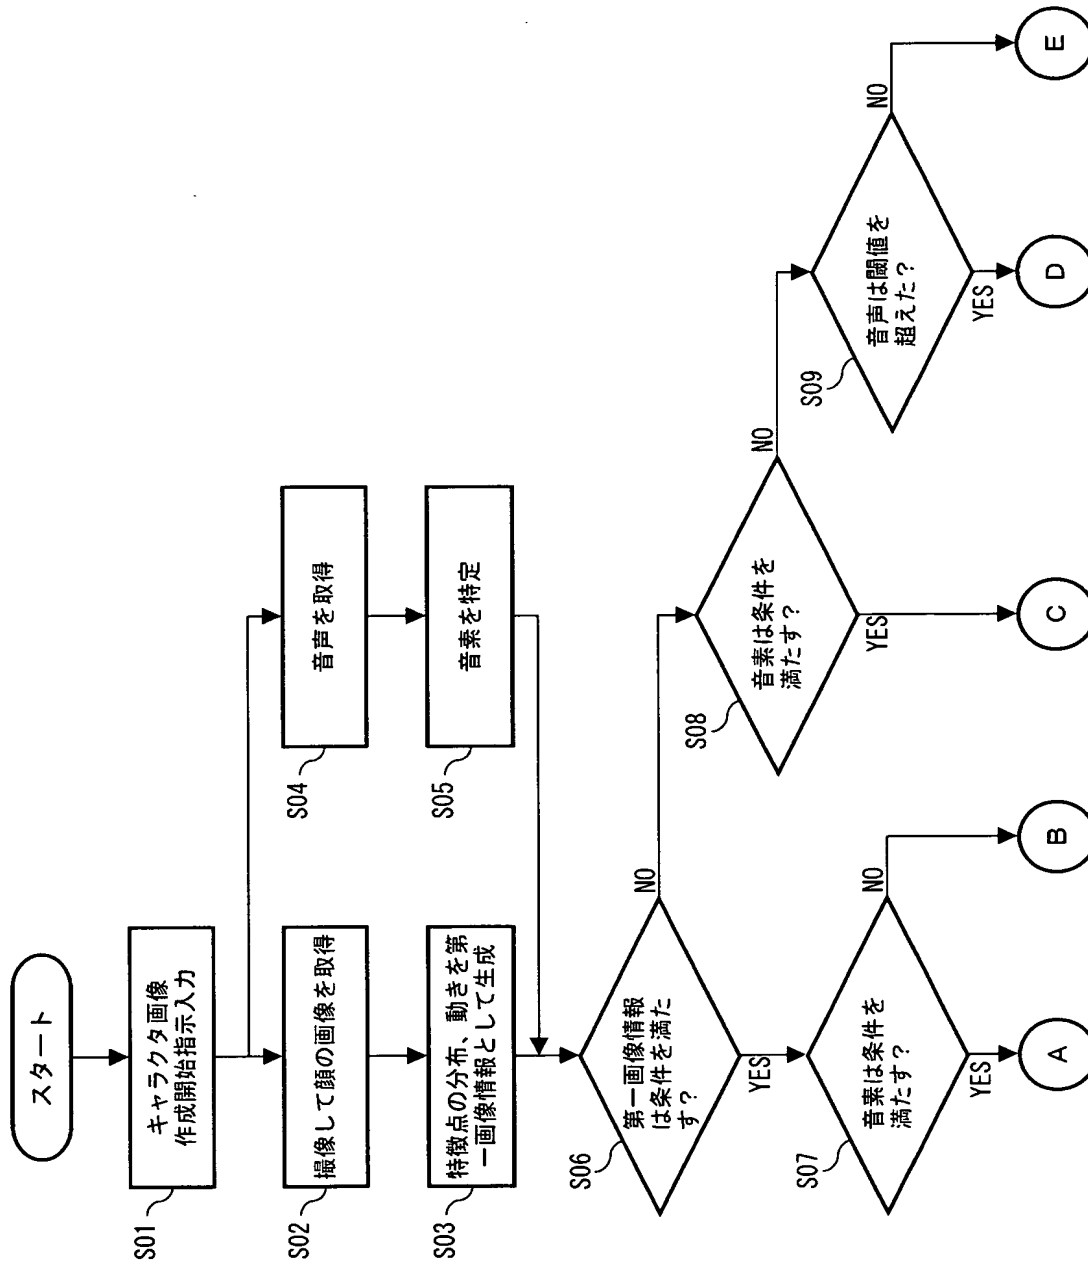 スタート
S01
キャラクタ画像
作成開始指示入力
S02
撮像して顔の画像を取得
S04
音声を取得
S03
特徴点の分布、動きを第
一画像情報として生成
S05
音素を特定
S06
第一画像情報
は条件を満た
す?
NO
YES
S07
音素は条件を
満たす?
NO
YES
S08
音素は条件を
満たす?
NO
YES
S09
音声は閾値を
超えた?
NO
YES
A
B
C
D
E